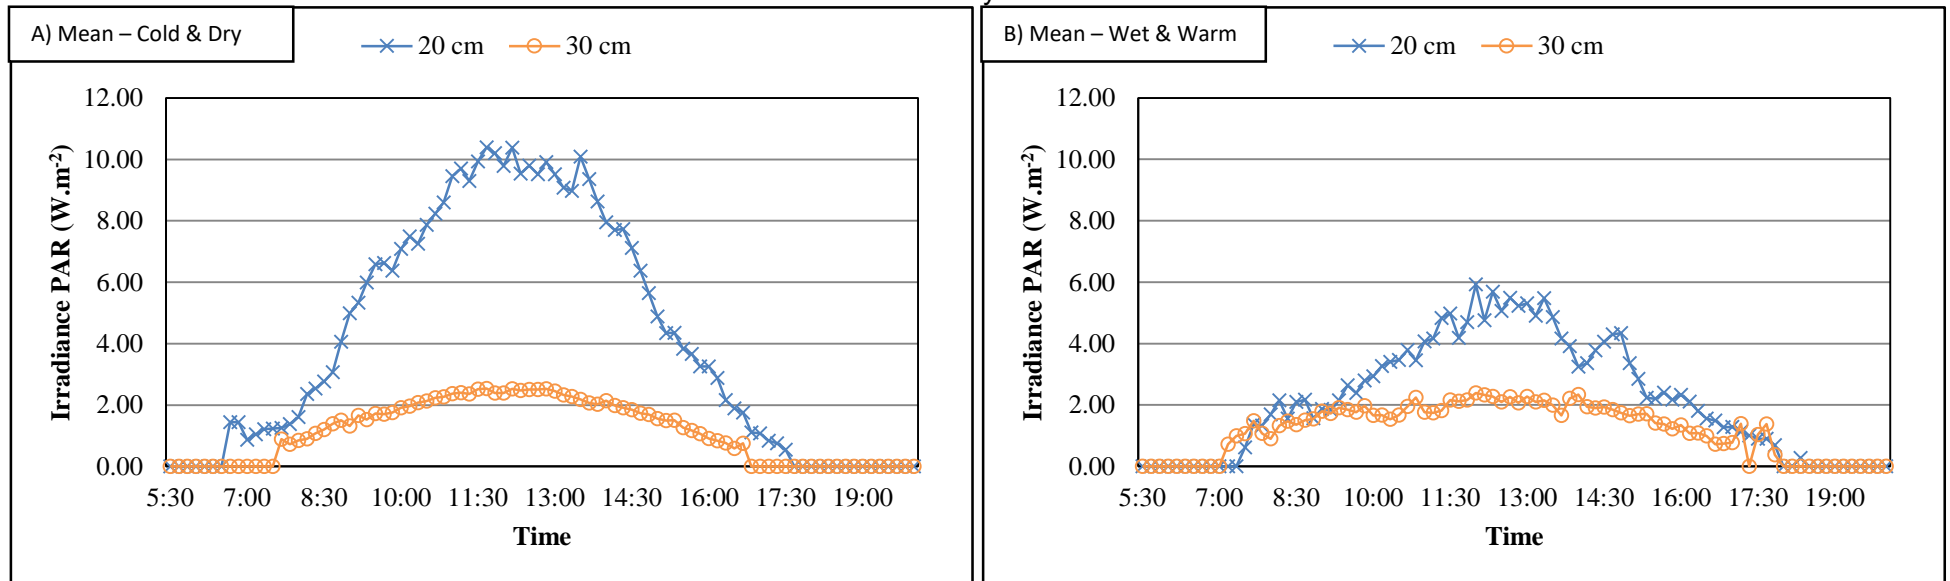 y
A) Mean – Cold & Dry
20 cm 30 cm
Irradiance PAR (W.m-2)
12.00
10.00
8.00
6.00
4.00
2.00
0.00
5:30 7:00 8:30 10:00 11:30 13:00 14:30 16:00 17:30 19:00
Time
B) Mean – Wet & Warm
20 cm 30 cm
Irradiance PAR (W.m-2)
12.00
10.00
8.00
6.00
4.00
2.00
0.00
5:30 7:00 8:30 10:00 11:30 13:00 14:30 16:00 17:30 19:00
Time